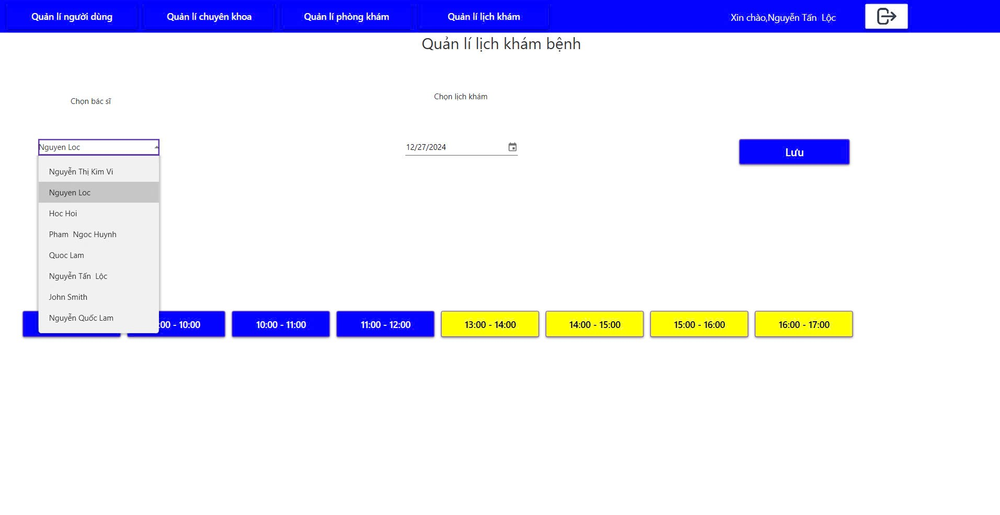 Quản lí người dùng
Quản lí chuyên khoa
Quản lí phòng khám
Quản lí lịch khám
Xin chào,Nguyễn Tấn  Lộc
Quản lí lịch khám bệnh
Chọn bác sĩ
Chọn lịch khám
Nguyen Loc
12/27/2024
Lưu
Nguyễn Thị Kim Vi
Nguyen Loc
Hoc Hoi
Pham  Ngoc Huynh
Quoc Lam
Nguyễn Tấn  Lộc
John Smith
Nguyễn Quốc Lam
:00 - 10:00
10:00 - 11:00
11:00 - 12:00
13:00 - 14:00
14:00 - 15:00
15:00 - 16:00
16:00 - 17:00